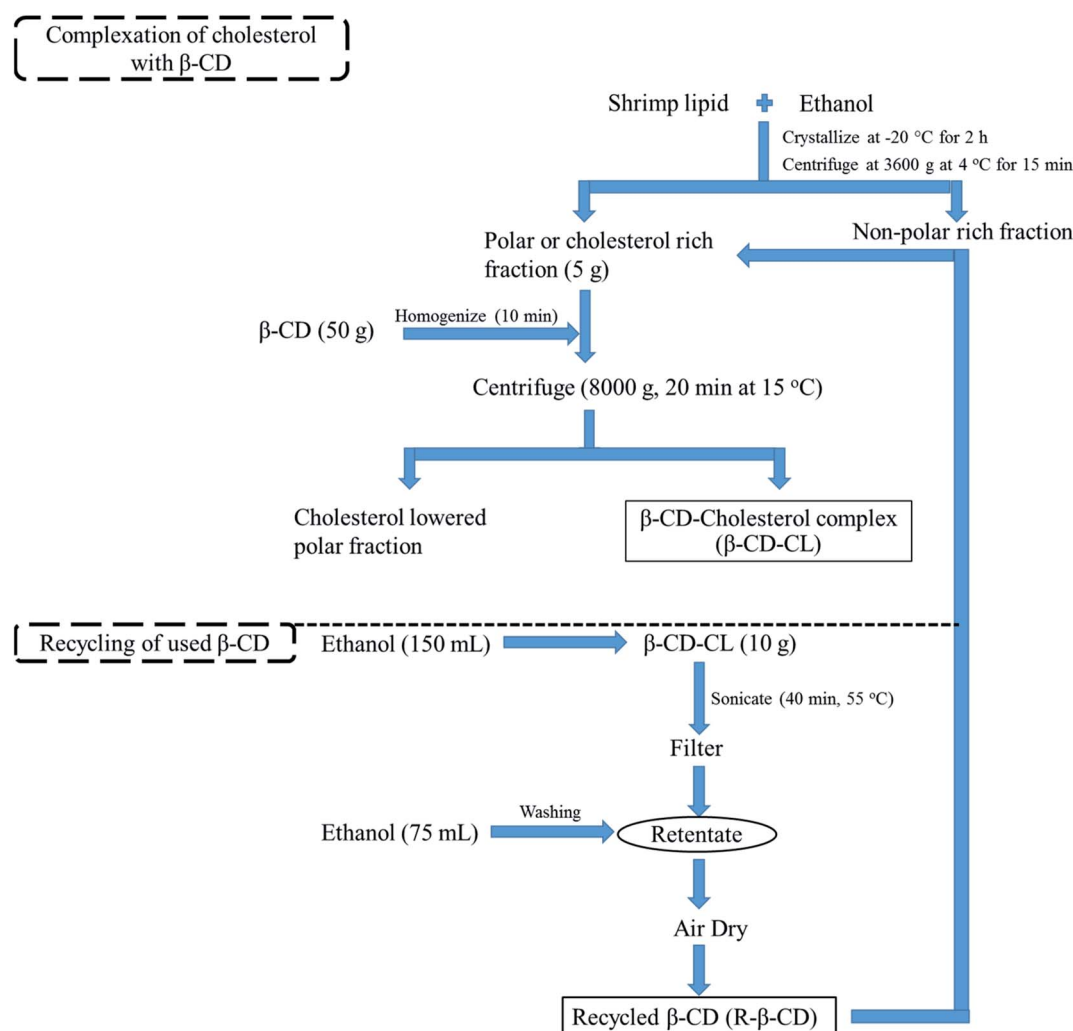 Complexation of cholesterol
with β-CD
Shrimp lipid
Ethanol
Crystallize at -20 °C for 2 h
Centrifuge at 3600 g at 4 ºC for 15 min
Polar or cholesterol rich
fraction (5 g)
Non-polar rich fraction
β-CD (50 g)
Homogenize (10 min)
Centrifuge (8000 g, 20 min at 15 ºC)
Cholesterol lowered
polar fraction
β-CD-Cholesterol complex
(β-CD-CL)
Recycling of used β-CD
Ethanol (150 mL)
β-CD-CL (10 g)
Sonicate (40 min, 55 ºC)
Filter
Ethanol (75 mL)
Washing
Retentate
Air Dry
Recycled β-CD (R-β-CD)